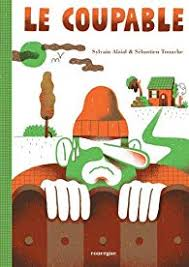 LE COUPABLE
Sylvain Alzial & Sébastien Touache
rouergue